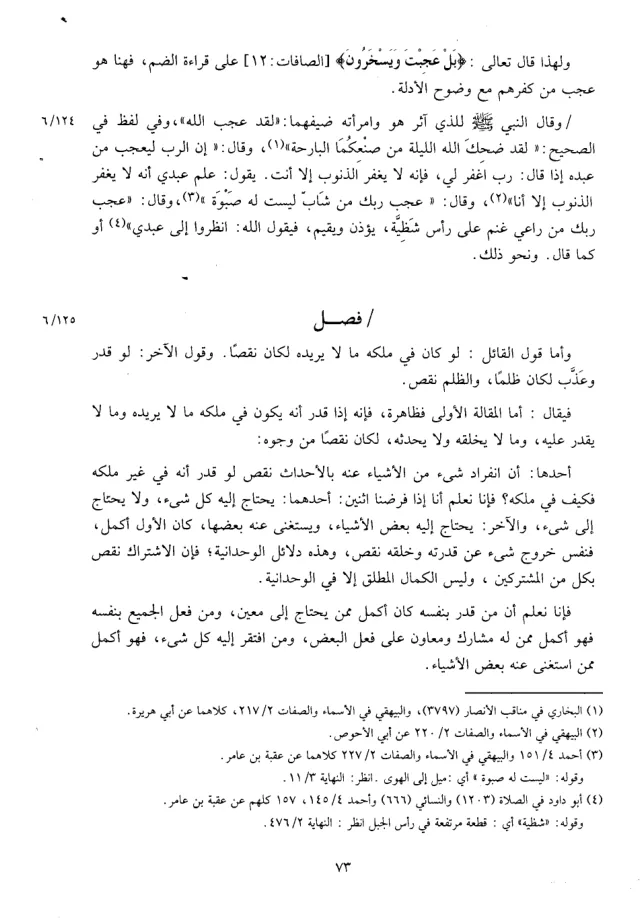 ولهذا قال تعالى : ﴿بَلْ عَجِبْتَ وَيَسْخَرُونَ﴾ [الصافات:١٢] على قراءة الضم، فهنا هو
عجب من كفرهم مع وضوح الأدلة.
/ وقال النبي ﷺ للذي آثر هو وامرأته ضيفهما:«لقد عجب الله»،وفي لفظ في
٦/١٢٤
الصحيح:« لقد ضحِكَ الله الليلة من صنْعِكُمَا البارحة»(١)، وقال:« إن الرب ليعجب من
عبده إذا قال: رب اغفر لي، فإنه لا يغفر الذنوب إلا أنت. يقول: علم عبدي أنه لا يغفر
الذنوب إلا أنا»(٢)، وقال: « عجب ربك من شَابّ ليست له صَبْوَة »(٣)،وقال: «عجب
ربك من راعي غنم على رأس شَظِيَّة، يؤذن ويقيم، فيقول الله: انظروا إلى عبدي»(٤) أو
كما قال. ونحو ذلك.
/ فصــل
٦/١٢٥
وأما قول القائل : لو كان في ملكه ما لا يريده لكان نقصًا. وقول الآخر: لو قدر
وعَذَّب لكان ظلمًا، والظلم نقص.
فيقال : أما المقالة الأولى فظاهرة، فإنه إذا قدر أنه يكون في ملكه ما لا يريده وما لا
يقدر عليه، وما لا يخلقه ولا يحدثه، لكان نقصًا من وجوه:
أحدها: أن انفراد شىء من الأشياء عنه بالأحداث نقص لو قدر أنه في غير ملكه
فكيف في ملكه؟ فإنا نعلم أنا إذا فرضنا اثنين: أحدهما: يحتاج إليه كل شىء، ولا يحتاج
إلى شىء، والآخر: يحتاج إليه بعض الأشياء، ويستغنى عنه بعضها، كان الأول أكمل،
فنفس خروج شىء عن قدرته وخلقه نقص، وهذه دلائل الوحدانية؛ فإن الاشتراك نقص
بكل من المشتركين ، وليس الكمال المطلق إلا في الوحدانية.
فإنا نعلم أن من قدر بنفسه كان أكمل ممن يحتاج إلى معين، ومن فعل الجميع بنفسه
فهو أكمل ممن له مشارك ومعاون على فعل البعض، ومن افتقر إليه كل شىء، فهو أكمل
ممن استغنى عنه بعض الأشياء.
(١) البخاري في مناقب الأنصار (٣٧٩٧)، والبيهقي في الأسماء والصفات ٢١٧/٢، كلاهما عن أبي هريرة.
(٢) البيهقي في الأسماء والصفات ٢٢٠/٢ عن أبي الأحوص.
(٣) أحمد ١٥١/٤ والبيهقي في الأسماء والصفات ٢٢٧/٢ كلاهما عن عقبة بن عامر.
وقوله: «ليست له صبوة » أي :ميل إلى الهوى .انظر: النهاية ١١/٣.
(٤) أبو داود في الصلاة (١٢٠٣) والنسائي (٦٦٦) وأحمد ١٤٥/٤، ١٥٧ كلهم عن عقبة بن عامر.
وقوله: «شظية» أي : قطعة مرتفعة في رأس الجبل انظر : النهاية ٤٧٦/٢.
٧٣